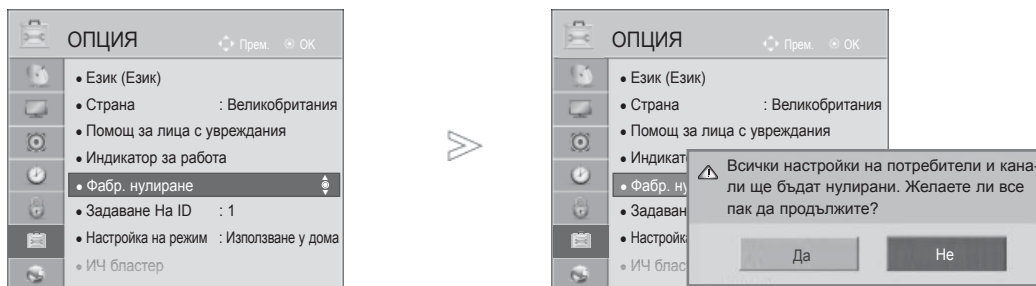 ОПЦИЯ
Прем. OK
• Език (Език)
• Страна : Великобритания
• Помощ за лица с увреждания
• Индикатор за работа
• Фабр. нулиране
• Задаване На ID : 1
• Настройка на режим : Използване у дома
• ИЧ бластер
ОПЦИЯ
Прем. OK
• Език (Език)
• Страна : Великобритания
• Помощ за лица с увреждания
• Индикат
• Фабр. ну
• Задаван
• Настройк
• ИЧ блас
Всички настройки на потребители и кана-
ли ще бъдат нулирани. Желаете ли все
пак да продължите?
Да
Не